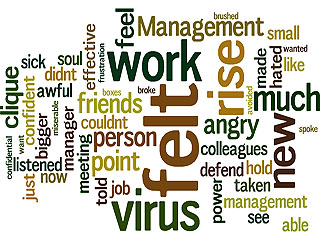 brushed
feel
Management
small
sick
soul
effective
frustration
wanted
didnt
work
rise
made
hated
like
clique
awful
boxes
broke
avoided
confident
friends
felt
much
confidential
want
bigger
miserable
manager
couldnt
angry
new
spoke
person
colleagues
listened
meeting
point
defend
hold
just
now
told
job
power
taken
virus
management
see
able